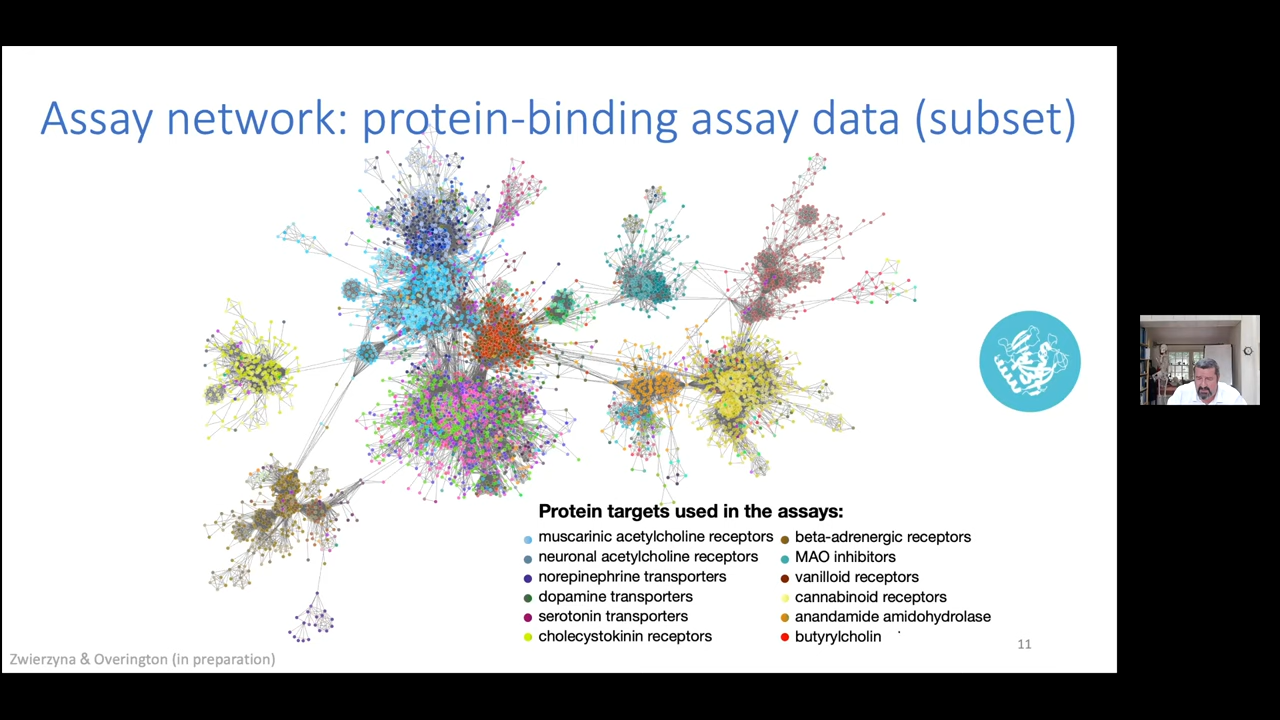 Assay network: protein-binding assay data (subset)
Protein targets used in the assays:
muscarinic acetylcholine receptors
neuronal acetylcholine receptors
norepinephrine transporters
dopamine transporters
serotonin transporters
cholecystokinin receptors
beta-adrenergic receptors
MAO inhibitors
vanilloid receptors
cannabinoid receptors
anandamide amidohydrolase
butyrylcholin
Zwierzyna & Overington (in preparation)
11